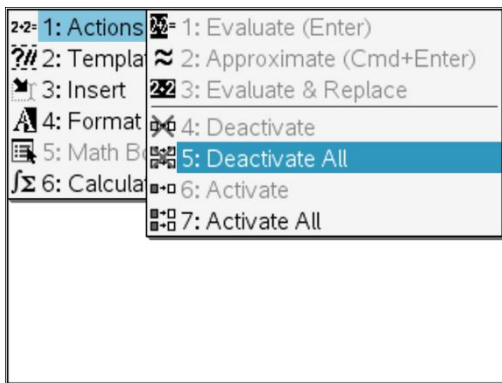 1: Actions
2: Templa
3: Insert
4: Format
5: Math B
6: Calcula
1: Evaluate (Enter)
2: Approximate (Cmd+Enter)
3: Evaluate & Replace
4: Deactivate
5: Deactivate All
6: Activate
7: Activate All